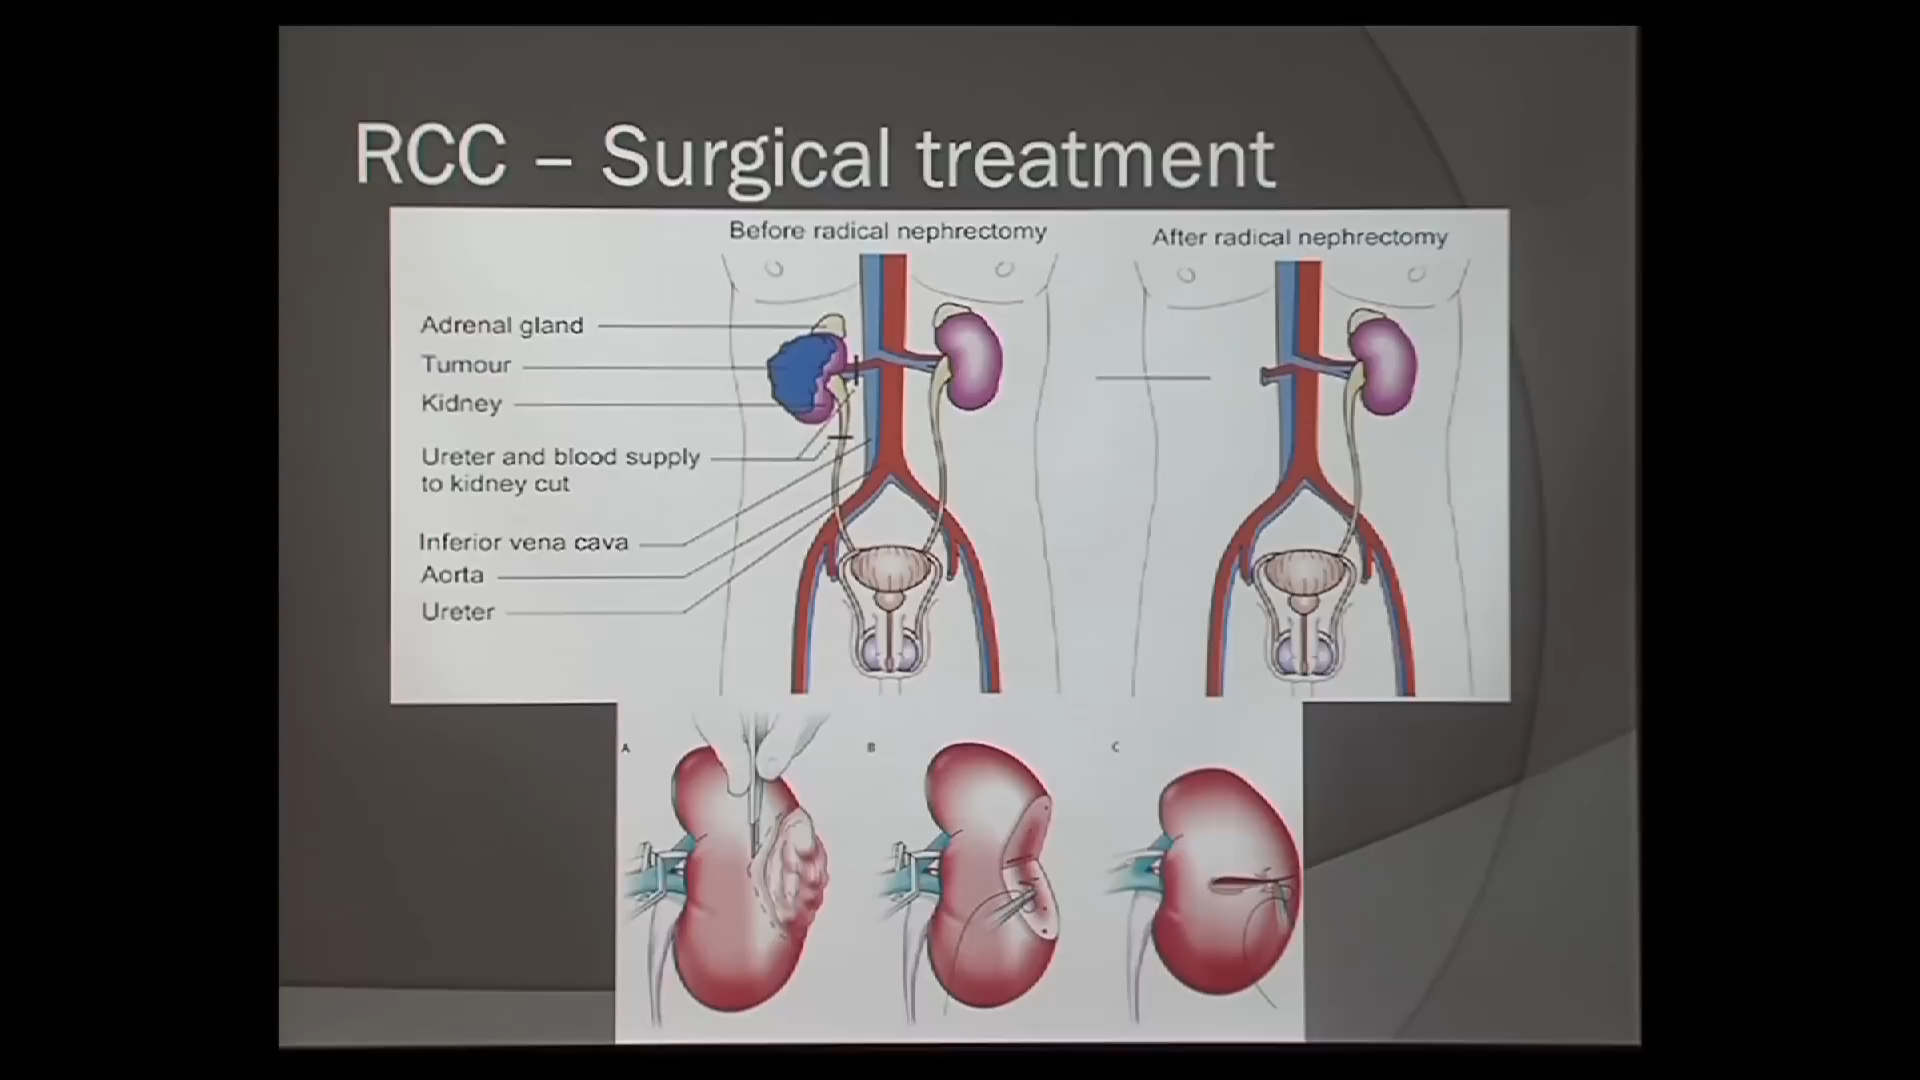 RCC – Surgical treatment
Before radical nephrectomy
After radical nephrectomy
Adrenal gland
Tumour
Kidney
Ureter and blood supply
to kidney cut
Inferior vena cava
Aorta
Ureter
A
B
C